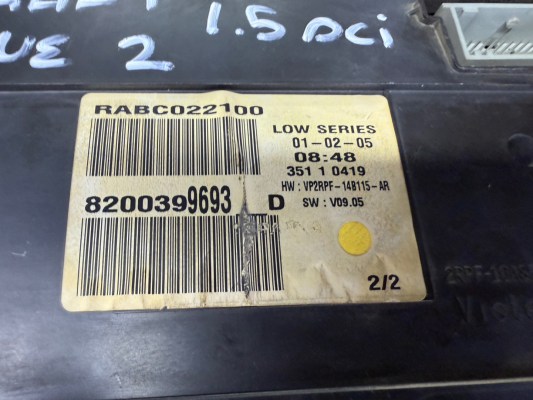 1.5 DCi
2
RABC022100
LOW SERIES
01-02-05
08:48
351 1 0419
HW : VP2RPF-14B115-AR
SW : V09.05
8200399693 D
2/2